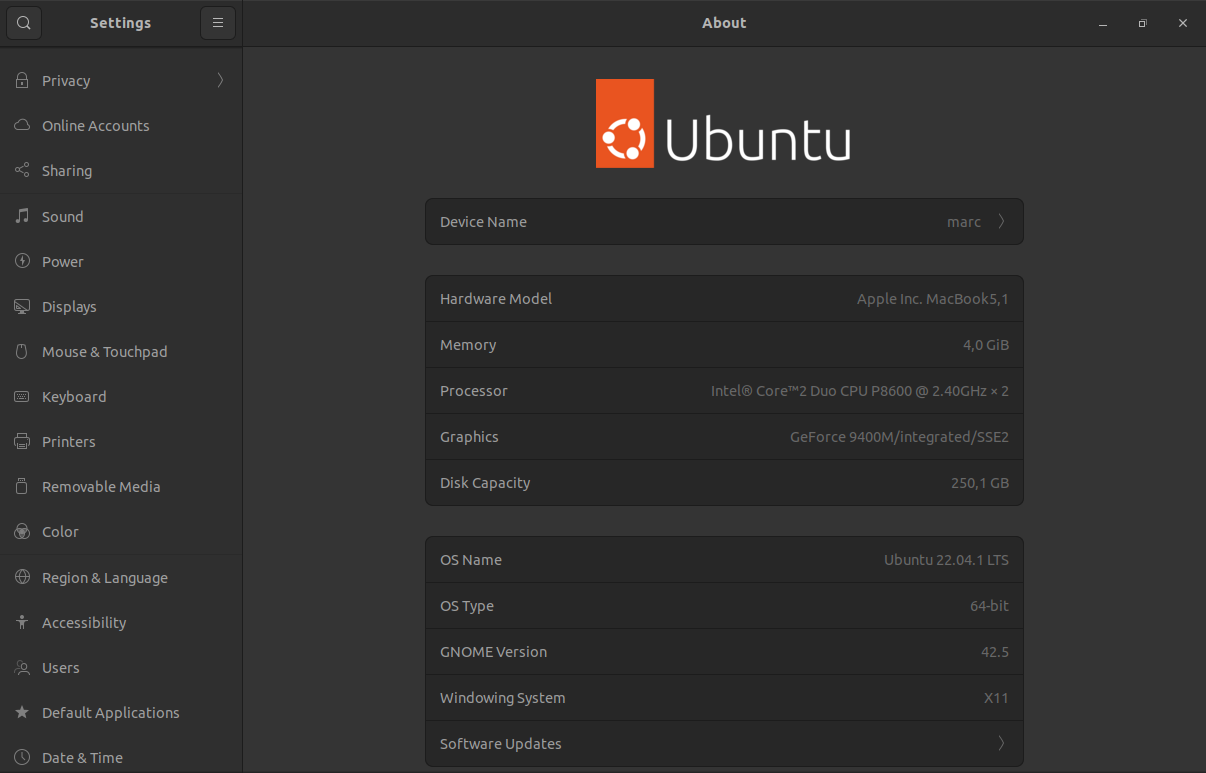 Settings
About
Privacy
Online Accounts
Sharing
Sound
Power
Displays
Mouse & Touchpad
Keyboard
Printers
Removable Media
Color
Region & Language
Accessibility
Users
Default Applications
Date & Time
Ubuntu
Device Name marc
Hardware Model Apple Inc. MacBook5,1
Memory 4,0 GiB
Processor Intel® Core™2 Duo CPU P8600 @ 2.40GHz × 2
Graphics GeForce 9400M/integrated/SSE2
Disk Capacity 250,1 GB
OS Name Ubuntu 22.04.1 LTS
OS Type 64-bit
GNOME Version 42.5
Windowing System X11
Software Updates